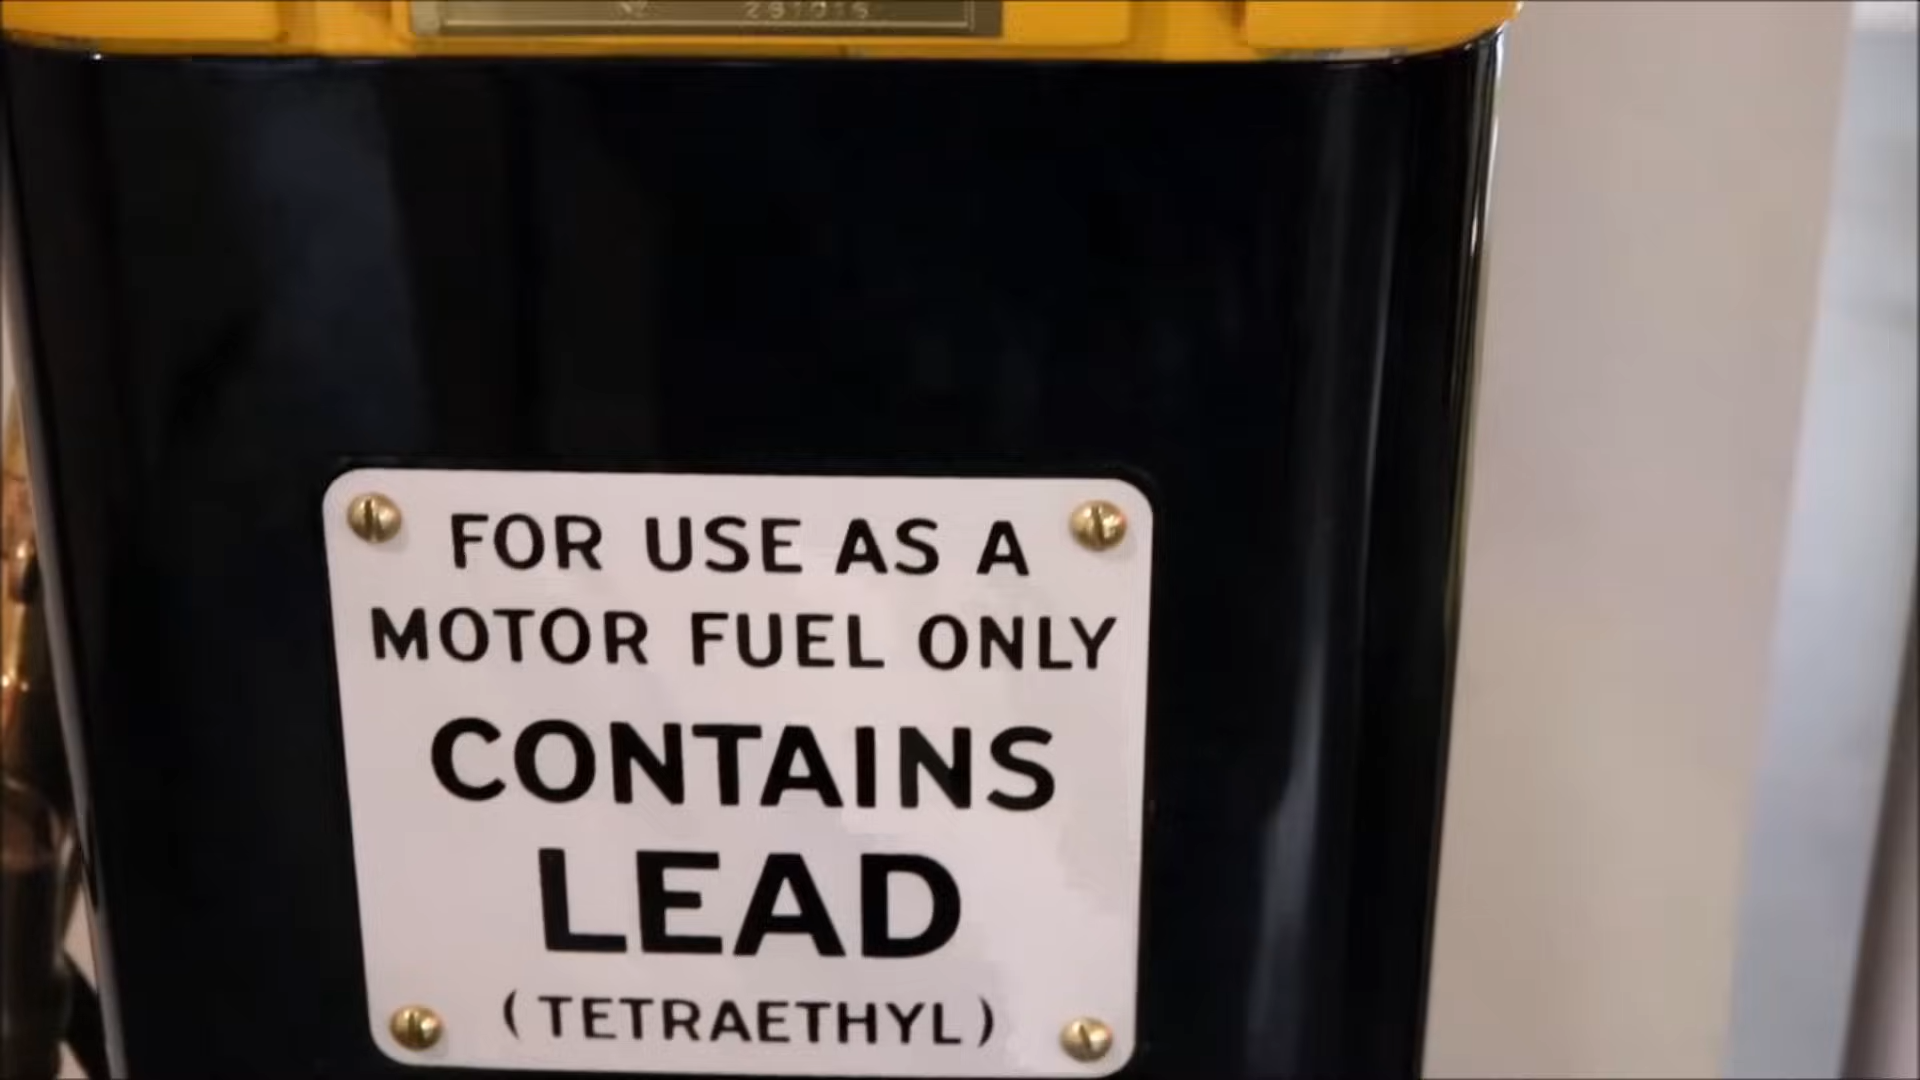 FOR USE AS A
MOTOR FUEL ONLY
CONTAINS
LEAD
(TETRAETHYL)